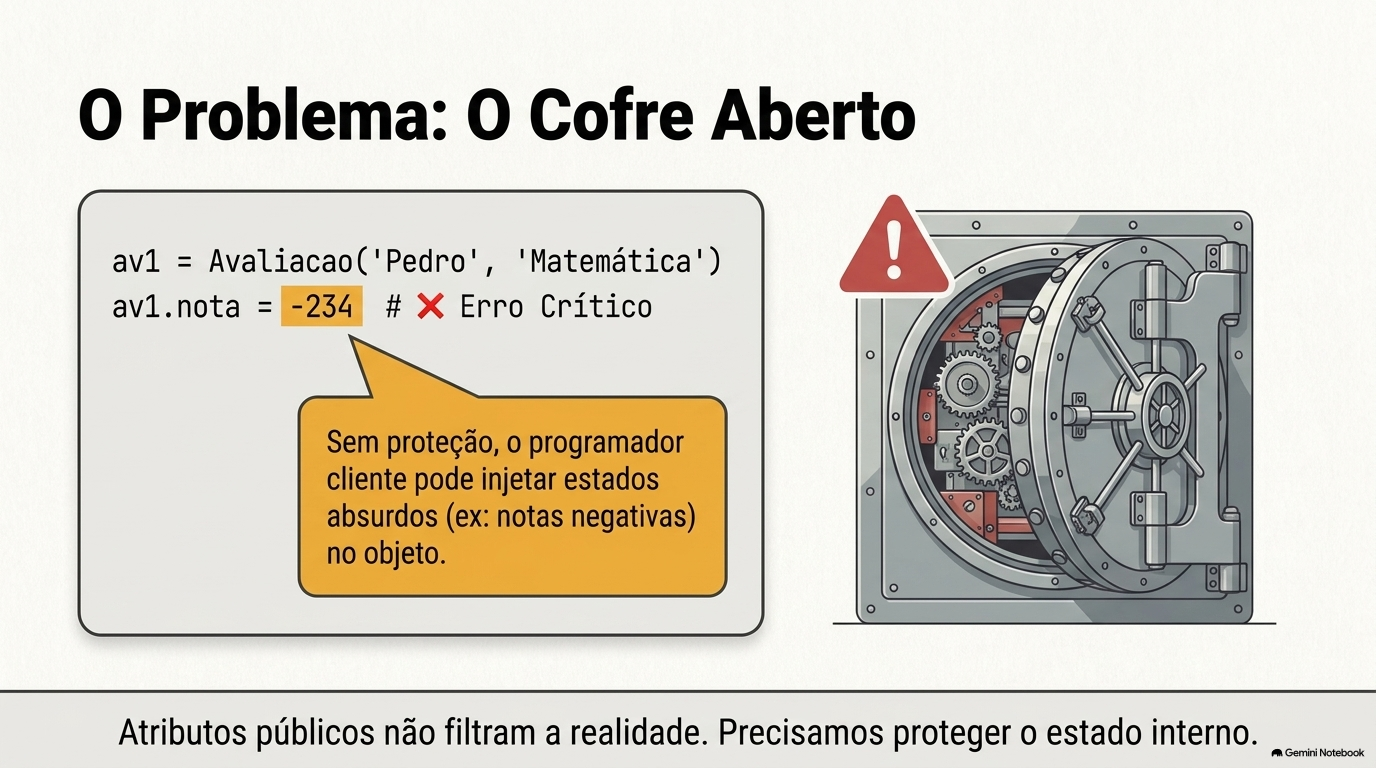 O Problema: O Cofre Aberto
av1 = Avaliacao('Pedro', 'Matemática')
av1.nota = -234 # ❌ Erro Crítico
Sem proteção, o programador
cliente pode injetar estados
absurdos (ex: notas negativas)
no objeto.
Atributos públicos não filtram a realidade. Precisamos proteger o estado interno.
Gemini Notebook